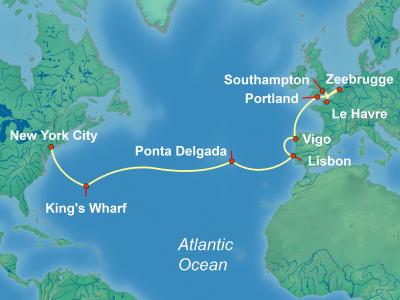 Southampton
Zeebrugge
Portland
Le Havre
New York City
Vigo
Ponta Delgada
Lisbon
King's Wharf
Atlantic
Ocean